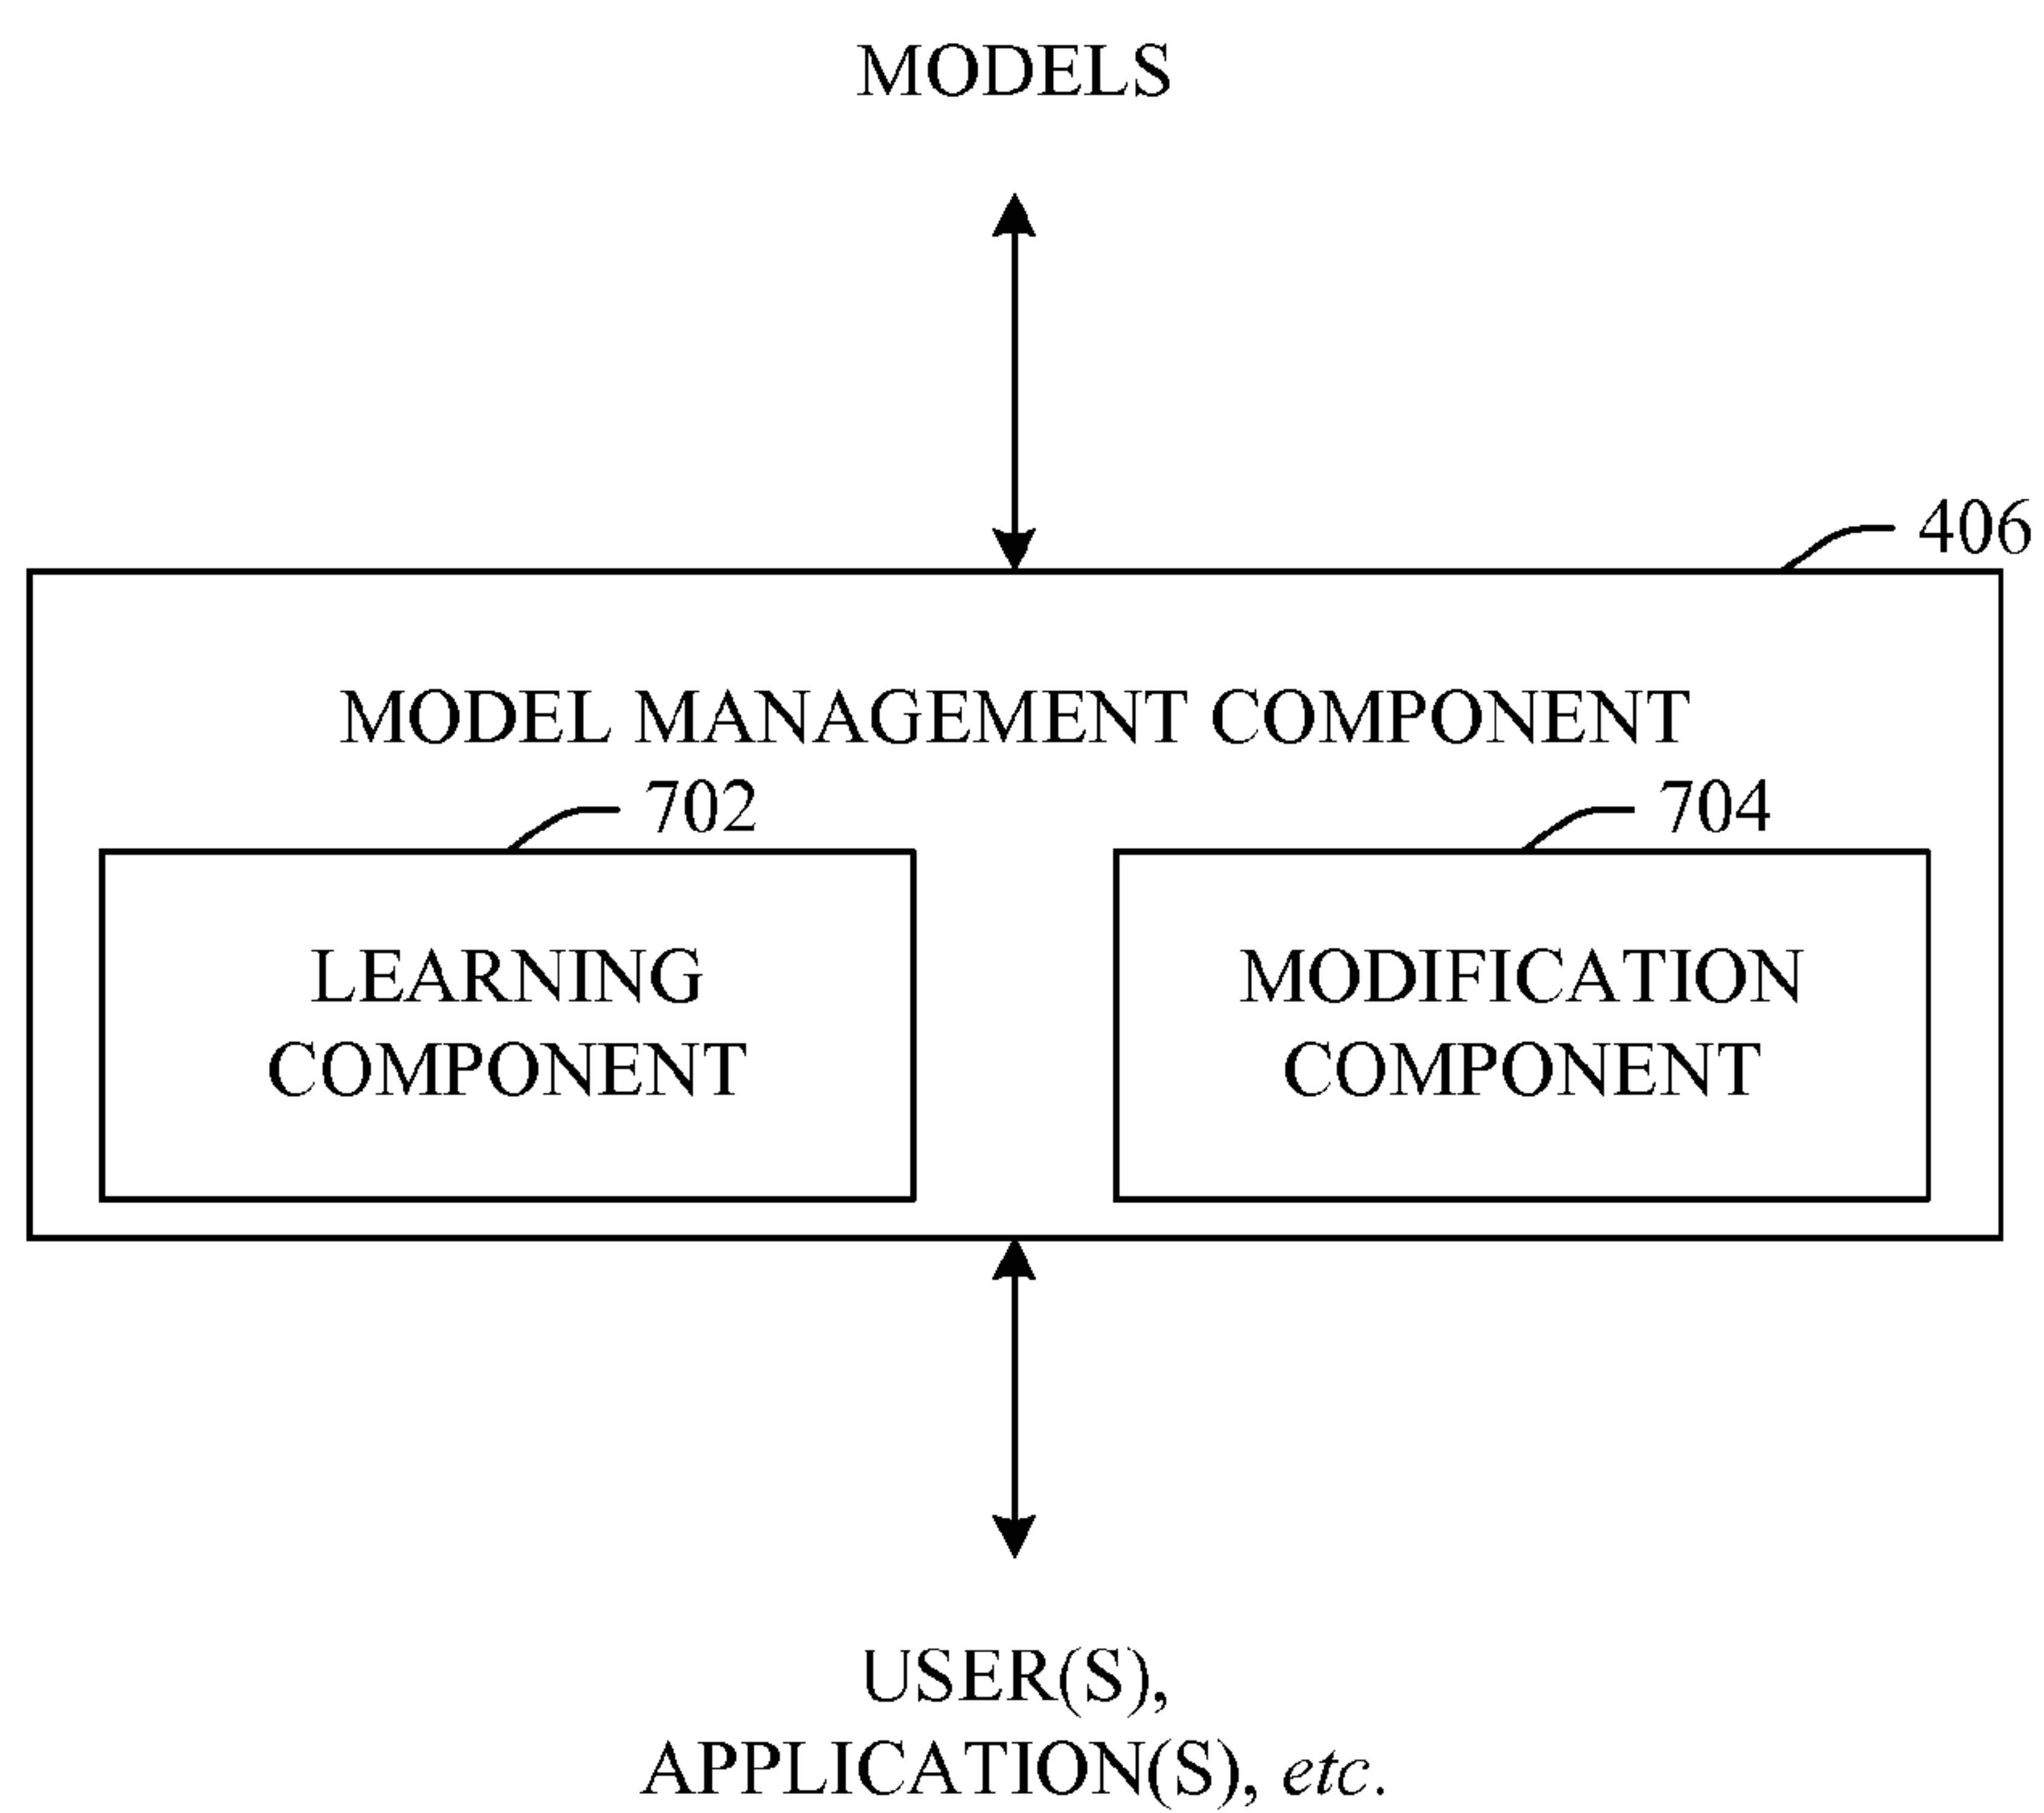 MODELS
406
MODEL MANAGEMENT COMPONENT
702
704
LEARNING
COMPONENT
MODIFICATION
COMPONENT
USER(S),
APPLICATION(S), etc.